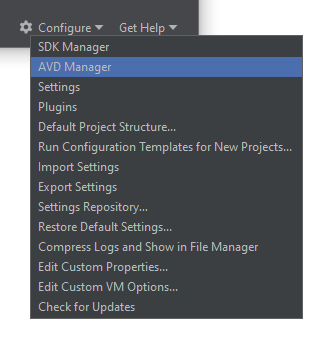 Configure Get Help
SDK Manager
AVD Manager
Settings
Plugins
Default Project Structure...
Run Configuration Templates for New Projects...
Import Settings
Export Settings
Settings Repository...
Restore Default Settings...
Compress Logs and Show in File Manager
Edit Custom Properties...
Edit Custom VM Options...
Check for Updates